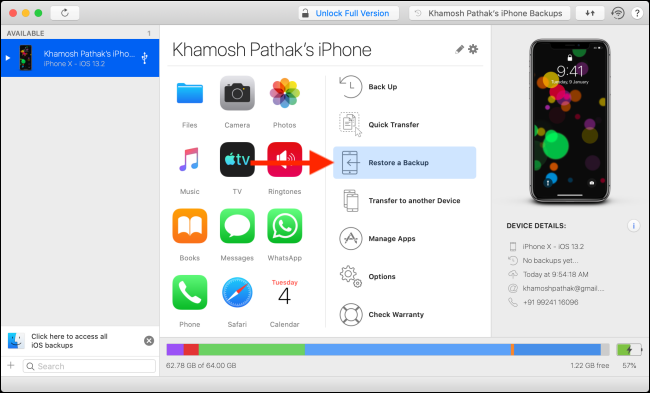 Unlock Full Version
Khamosh Pathak's iPhone Backups
?
AVAILABLE 1
Khamosh Pathak's iPho...
iPhone X - iOS 13.2
Khamosh Pathak's iPhone
Files
Camera
Photos
Music
tv
TV
Ringtones
Books
Messages
WhatsApp
Tuesday
4
Phone
Safari
Calendar
Back Up
Quick Transfer
Restore a Backup
Transfer to another Device
Manage Apps
Options
Check Warranty
9:41
Tuesday, 9 January
DEVICE DETAILS:
i
iPhone X - iOS 13.2
No backups yet...
Today at 9:54:18 AM
khamoshpathak@gmail....
+91 99241 16096
Click here to access all
iOS backups
Search
62.78 GB of 64.00 GB
1.22 GB free
57%